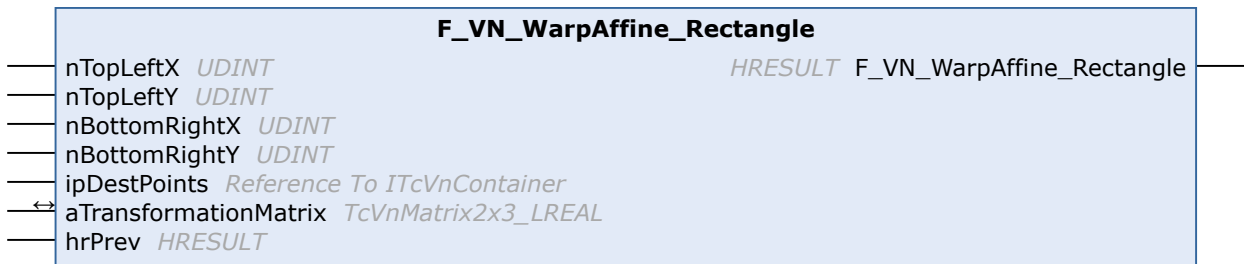 F_VN_WarpAffine_Rectangle
nTopLeftX UDINT HRESULT F_VN_WarpAffine_Rectangle
nTopLeftY UDINT
nBottomRightX UDINT
nBottomRightY UDINT
ipDestPoints Reference To ITcVnContainer
↔ aTransformationMatrix TcVnMatrix2x3_LREAL
hrPrev HRESULT